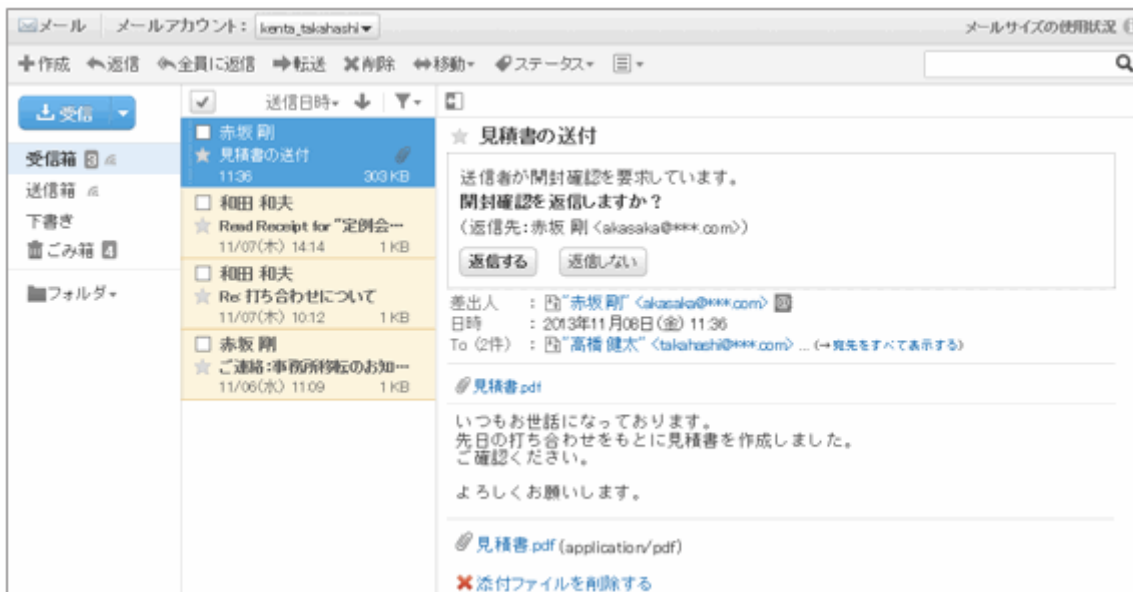 メール メールアカウント： kenta_takahashi▼ メールサイズの使用状況
作成 返信 全員に返信 転送 削除 移動 ステータス
受信
受信箱 3
送信箱
下書き
ごみ箱 4
フォルダ
送信日時
赤坂 剛
見積書の送付
11:36 303 KB
和田 和夫
Read Receipt for "定例会…
11/07(木) 14:14 1 KB
和田 和夫
Re: 打ち合わせについて
11/07(木) 10:12 1 KB
赤坂 剛
ご連絡：事務所移転のお知…
11/06(水) 11:09 1 KB
見積書の送付
送信者が開封確認を要求しています。
開封確認を返信しますか？
（返信先：赤坂 剛 <akasaka@***.com>）
返信する 返信しない
差出人 ： "赤坂 剛" <akasaka@***.com>
日時 ： 2013年11月08日(金) 11:36
To (2件) ： "高橋 健太" <takahashi@***.com> ... (→宛先をすべて表示する)
見積書.pdf
いつもお世話になっております。
先日の打ち合わせをもとに見積書を作成しました。
ご確認ください。
よろしくお願いします。
見積書.pdf (application/pdf)
添付ファイルを削除する